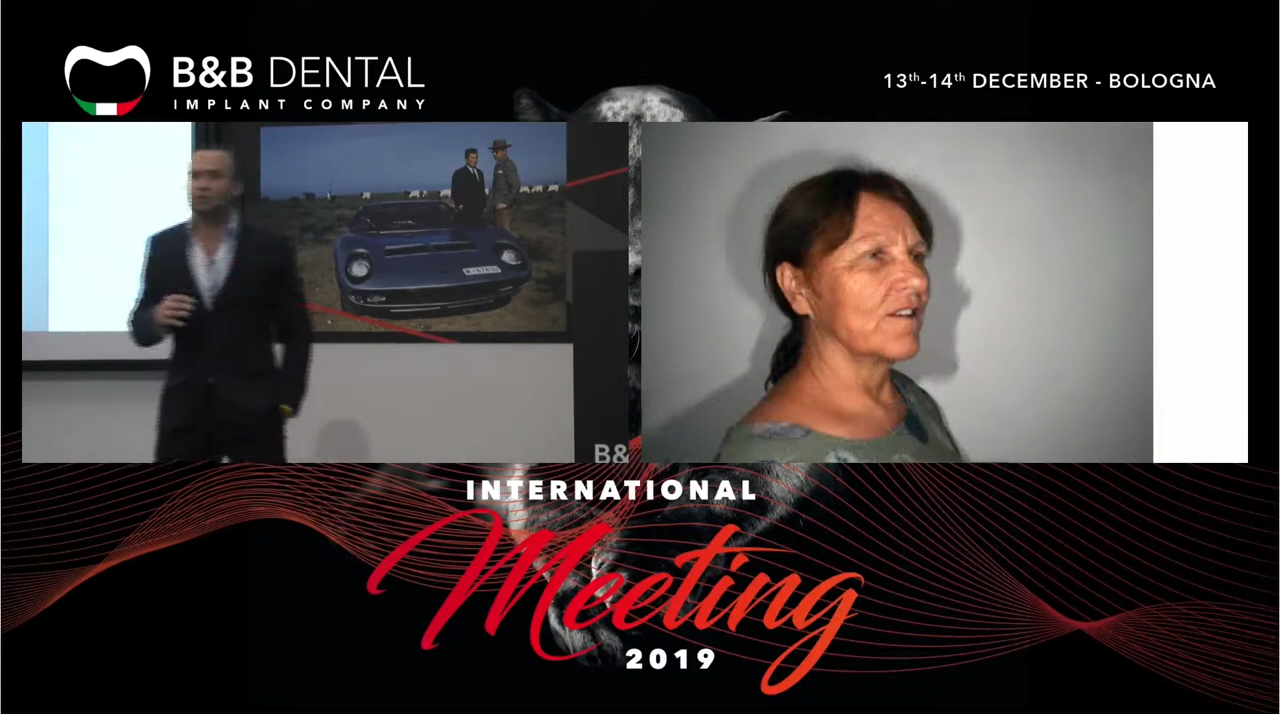 B&B DENTAL
IMPLANT COMPANY
13th-14th DECEMBER - BOLOGNA
B&
INTERNATIONAL
Meeting
2019